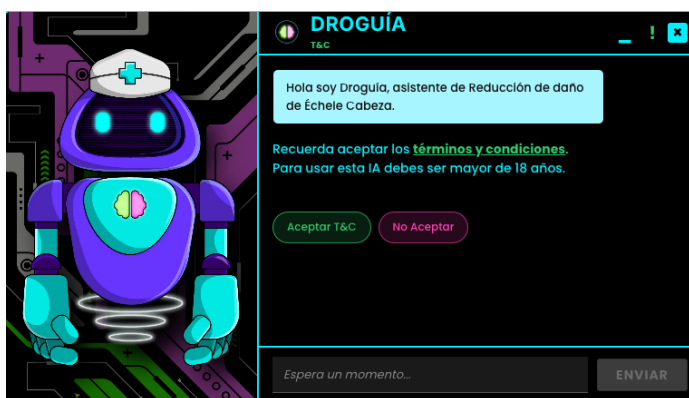 DROGUÍA
T&C
Hola soy Droguía, asistente de Reducción de daño
de Échele Cabeza.
Recuerda aceptar los términos y condiciones.
Para usar esta IA debes ser mayor de 18 años.
Aceptar T&C
No Aceptar
Espera un momento...
ENVIAR